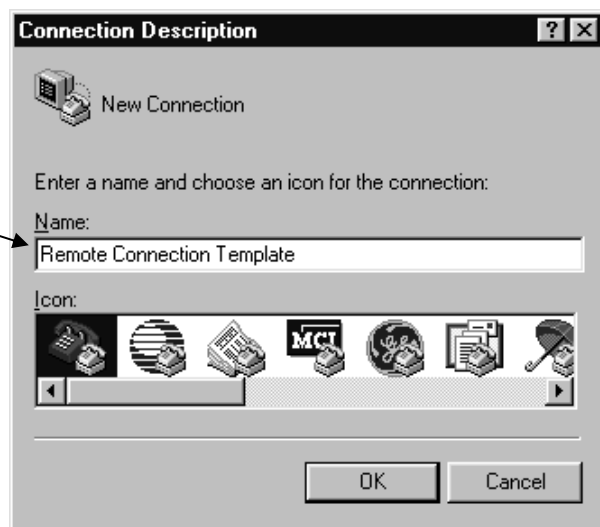 Connection Description
New Connection
Enter a name and choose an icon for the connection:
Name:
Remote Connection Template
Icon:
MCI
OK
Cancel